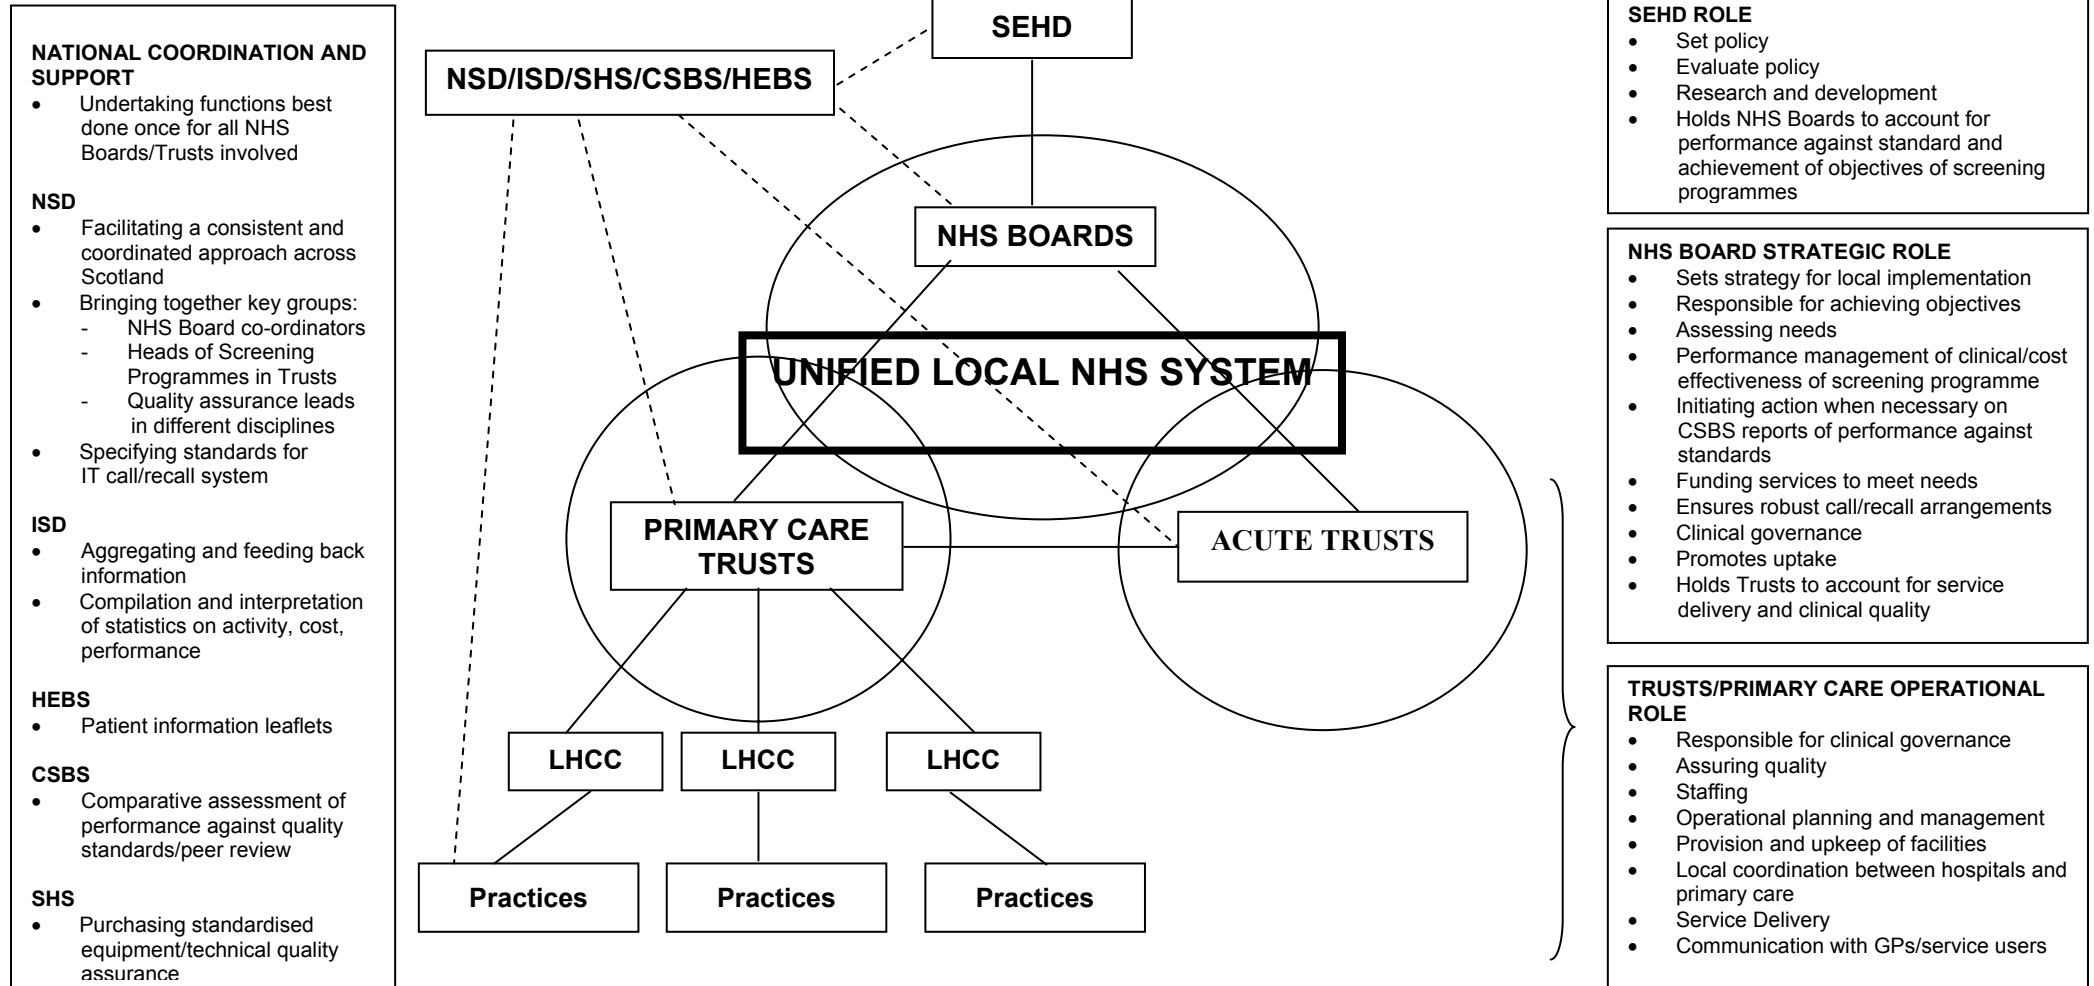 NATIONAL COORDINATION AND
SUPPORT
• Undertaking functions best
done once for all NHS
Boards/Trusts involved
NSD
• Facilitating a consistent and
coordinated approach across
Scotland
• Bringing together key groups:
- NHS Board co-ordinators
- Heads of Screening
Programmes in Trusts
- Quality assurance leads
in different disciplines
• Specifying standards for
IT call/recall system
ISD
• Aggregating and feeding back
information
• Compilation and interpretation
of statistics on activity, cost,
performance
HEBS
• Patient information leaflets
CSBS
• Comparative assessment of
performance against quality
standards/peer review
SHS
• Purchasing standardised
equipment/technical quality
assurance
SEHD
NSD/ISD/SHS/CSBS/HEBS
NHS BOARDS
UNIFIED LOCAL NHS SYSTEM
PRIMARY CARE
TRUSTS
ACUTE TRUSTS
LHCC
LHCC
LHCC
Practices
Practices
Practices
SEHD ROLE
• Set policy
• Evaluate policy
• Research and development
• Holds NHS Boards to account for
performance against standard and
achievement of objectives of screening
programmes
NHS BOARD STRATEGIC ROLE
• Sets strategy for local implementation
• Responsible for achieving objectives
• Assessing needs
• Performance management of clinical/cost
effectiveness of screening programme
• Initiating action when necessary on
CSBS reports of performance against
standards
• Funding services to meet needs
• Ensures robust call/recall arrangements
• Clinical governance
• Promotes uptake
• Holds Trusts to account for service
delivery and clinical quality
TRUSTS/PRIMARY CARE OPERATIONAL
ROLE
• Responsible for clinical governance
• Assuring quality
• Staffing
• Operational planning and management
• Provision and upkeep of facilities
• Local coordination between hospitals and
primary care
• Service Delivery
• Communication with GPs/service users